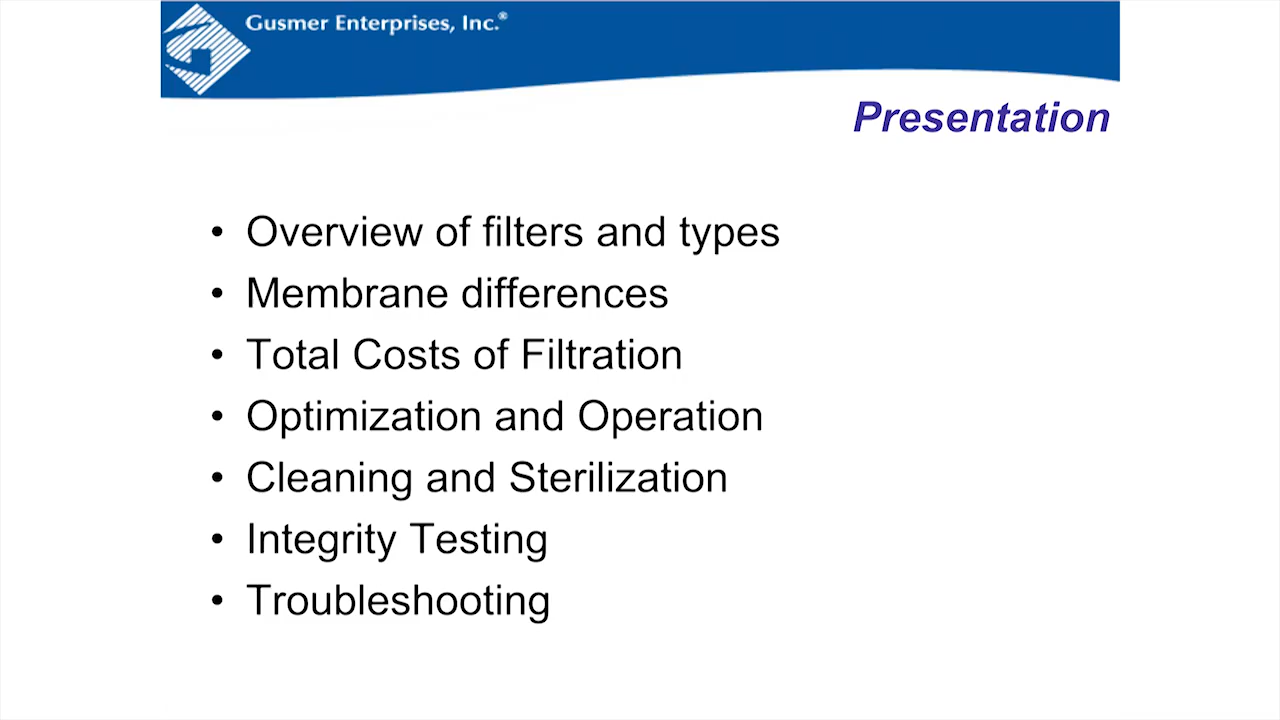 Gusmer Enterprises, Inc.®
Presentation
• Overview of filters and types
• Membrane differences
• Total Costs of Filtration
• Optimization and Operation
• Cleaning and Sterilization
• Integrity Testing
• Troubleshooting